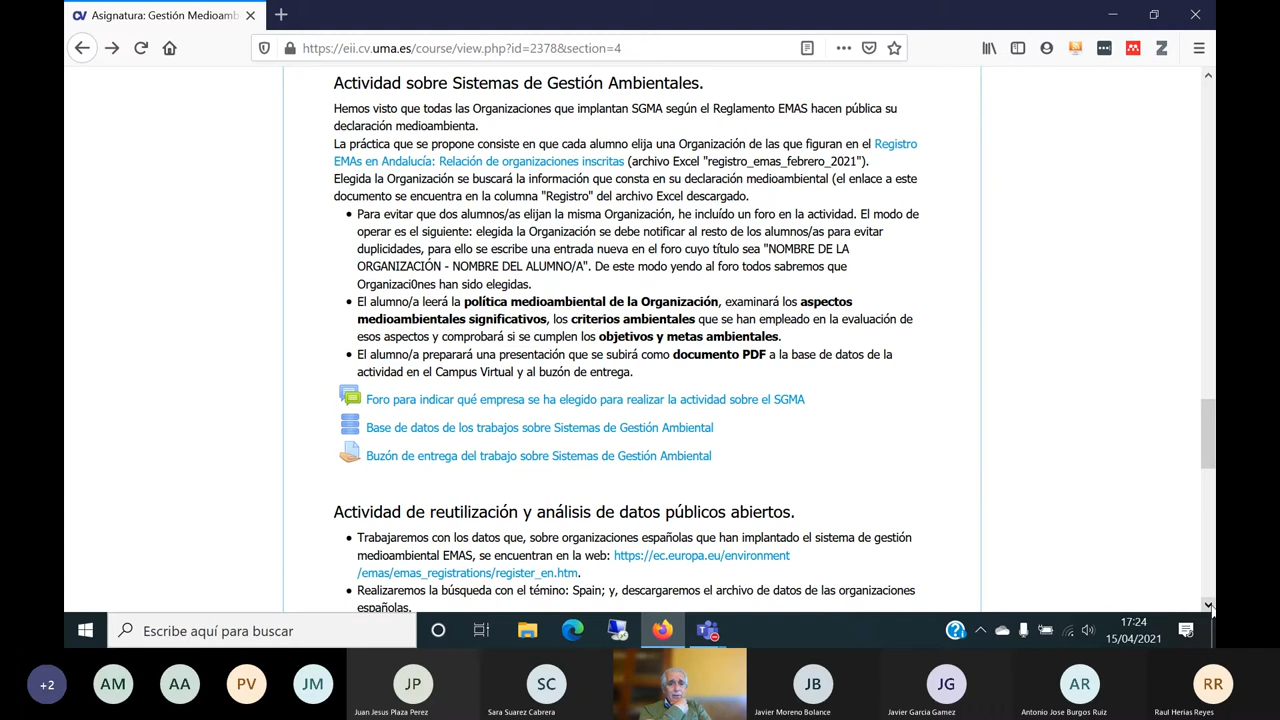 Asignatura: Gestión Medioamb
https://eii.cv.uma.es/course/view.php?id=2378&section=4
Actividad sobre Sistemas de Gestión Ambientales.
Hemos visto que todas las Organizaciones que implantan SGMA según el Reglamento EMAS hacen pública su
declaración medioambienta.
La práctica que se propone consiste en que cada alumno elija una Organización de las que figuran en el Registro
EMAs en Andalucía: Relación de organizaciones inscritas (archivo Excel "registro_emas_febrero_2021").
Elegida la Organización se buscará la información que consta en su declaración medioambiental (el enlace a este
documento se encuentra en la columna "Registro" del archivo Excel descargado.
• Para evitar que dos alumnos/as elijan la misma Organización, he incluído un foro en la actividad. El modo de
operar es el siguiente: elegida la Organización se debe notificar al resto de los alumnos/as para evitar
duplicidades, para ello se escribe una entrada nueva en el foro cuyo título sea "NOMBRE DE LA
ORGANIZACIÓN - NOMBRE DEL ALUMNO/A". De este modo yendo al foro todos sabremos que
Organizaci0nes han sido elegidas.
• El alumno/a leerá la política medioambiental de la Organización, examinará los aspectos
medioambientales significativos, los criterios ambientales que se han empleado en la evaluación de
esos aspectos y comprobará si se cumplen los objetivos y metas ambientales.
• El alumno/a preparará una presentación que se subirá como documento PDF a la base de datos de la
actividad en el Campus Virtual y al buzón de entrega.
Foro para indicar qué empresa se ha elegido para realizar la actividad sobre el SGMA
Base de datos de los trabajos sobre Sistemas de Gestión Ambiental
Buzón de entrega del trabajo sobre Sistemas de Gestión Ambiental
Actividad de reutilización y análisis de datos públicos abiertos.
• Trabajaremos con los datos que, sobre organizaciones españolas que han implantado el sistema de gestión
medioambiental EMAS, se encuentran en la web: https://ec.europa.eu/environment
/emas/emas_registrations/register_en.htm.
• Realizaremos la búsqueda con el témino: Spain; y, descargaremos el archivo de datos de las organizaciones
españolas.
Escribe aquí para buscar
17:24
15/04/2021
+2 AM AA PV JM JP SC JB JG AR RR
Juan Jesus Plaza Perez Sara Suarez Cabrera Javier Moreno Bolance Javier Garcia Gamez Antonio Jose Burgos Ruiz Raul Herias Reyes